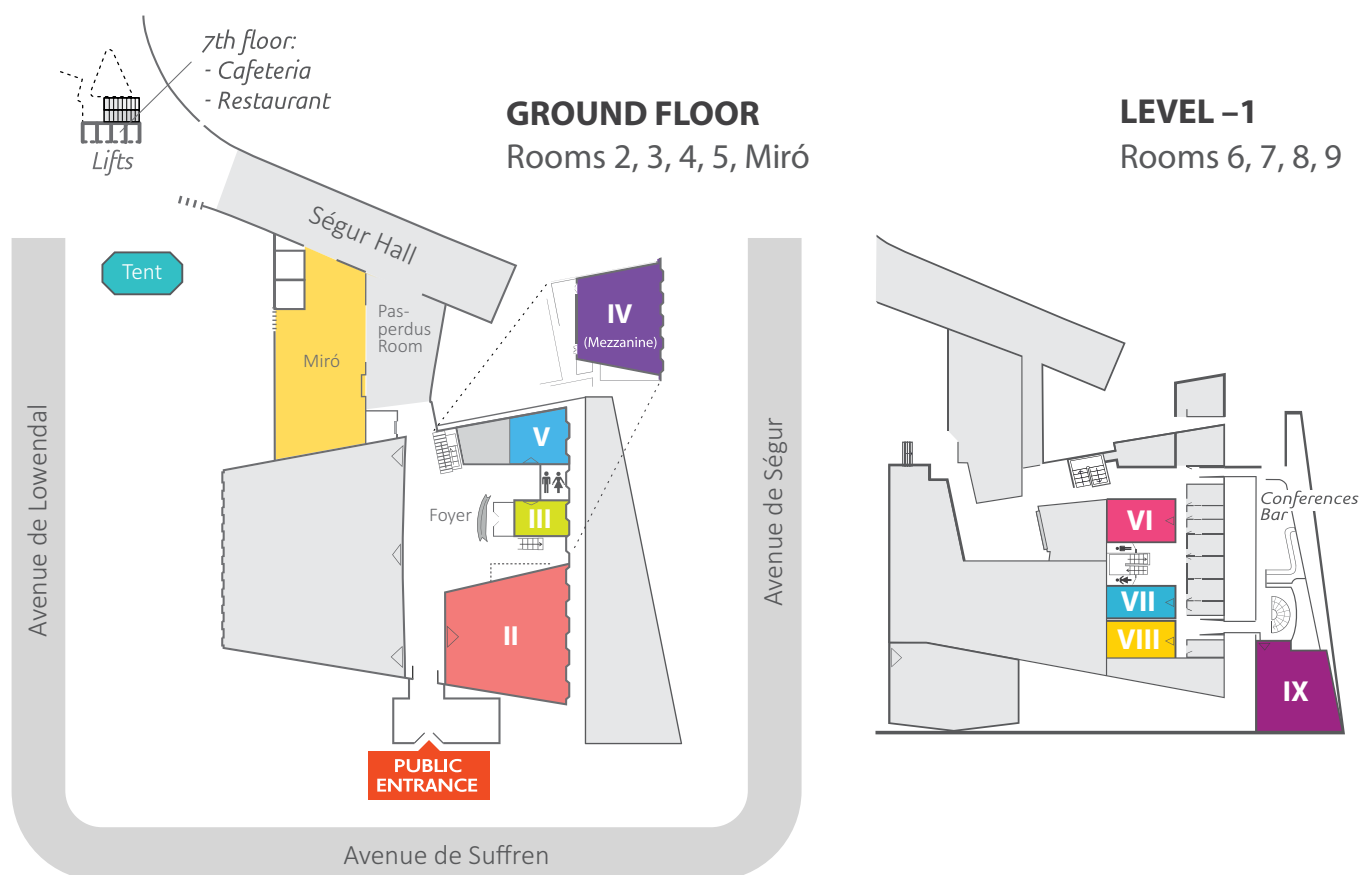 7th floor:
- Cafeteria
- Restaurant
Lifts
GROUND FLOOR
Rooms 2, 3, 4, 5, Miró
LEVEL –1
Rooms 6, 7, 8, 9
Ségur Hall
Tent
Pas-
perdus
Room
Miró
IV
(Mezzanine)
V
III
Foyer
II
PUBLIC
ENTRANCE
Avenue de Lowendal
Avenue de Ségur
Avenue de Suffren
Conferences
Bar
VI
VII
VIII
IX